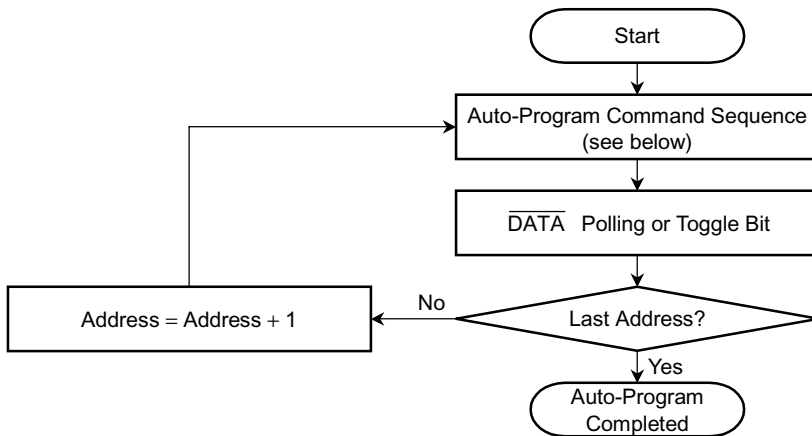 Start
Auto-Program Command Sequence
(see below)
DATA Polling or Toggle Bit
Last Address?
No
Address = Address + 1
Yes
Auto-Program
Completed